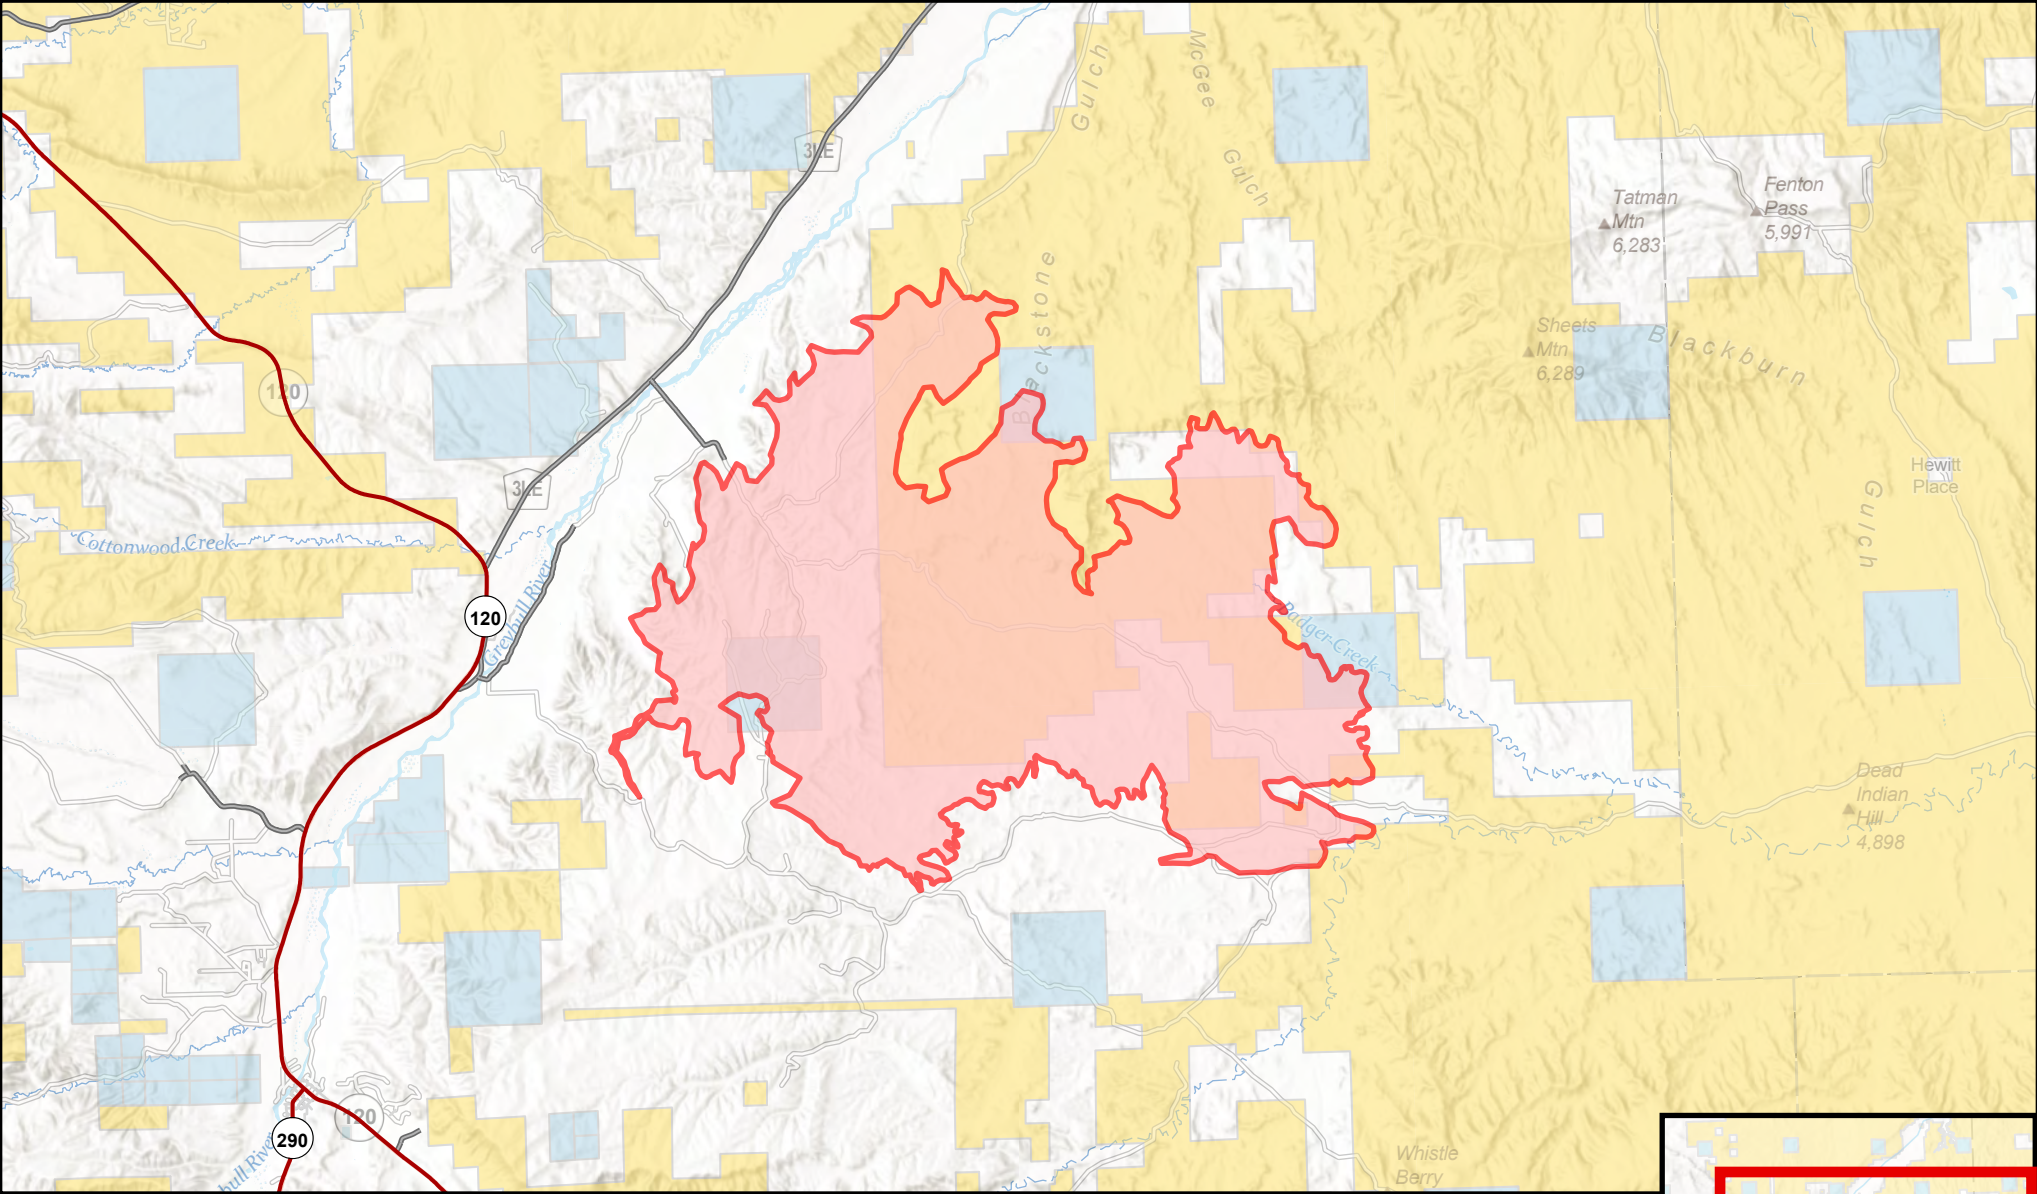 Gulch
McGee
Gulch
3LE
Tatman
Mtn
6,283
Fenton
Pass
5,991
Blackstone
Sheets
Mtn
6,289
Blackburn
Gulch
120
3LE
Hewitt
Place
Cottonwood Creek
120
Greybull River
Badger Creek
Dead
Indian
Hill
4,898
120
290
bull River
Whistle
Berry